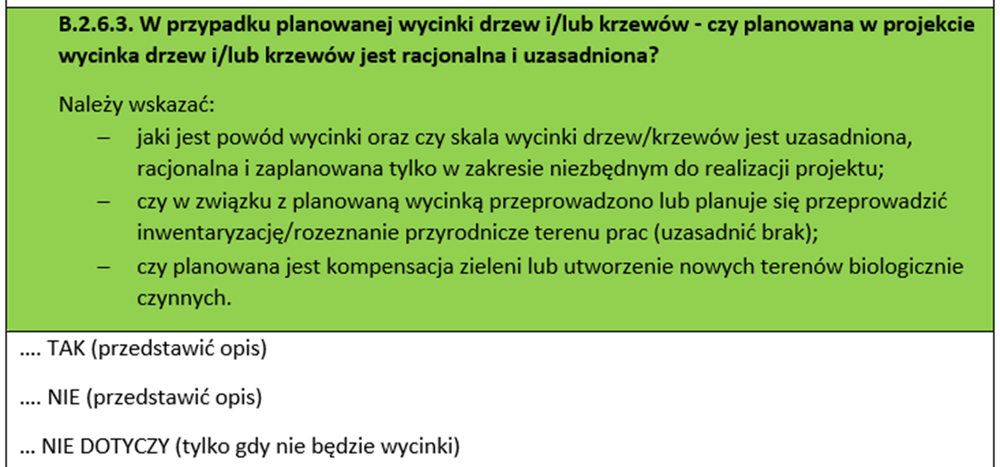 B.2.6.3. W przypadku planowanej wycinki drzew i/lub krzewów - czy planowana w projekcie
wycinka drzew i/lub krzewów jest racjonalna i uzasadniona?
Należy wskazać:
– jaki jest powód wycinki oraz czy skala wycinki drzew/krzewów jest uzasadniona,
racjonalna i zaplanowana tylko w zakresie niezbędnym do realizacji projektu;
– czy w związku z planowaną wycinką przeprowadzono lub planuje się przeprowadzić
inwentaryzację/rozeznanie przyrodnicze terenu prac (uzasadnić brak);
– czy planowana jest kompensacja zieleni lub utworzenie nowych terenów biologicznie
czynnych.
.... TAK (przedstawić opis)
.... NIE (przedstawić opis)
... NIE DOTYCZY (tylko gdy nie będzie wycinki)